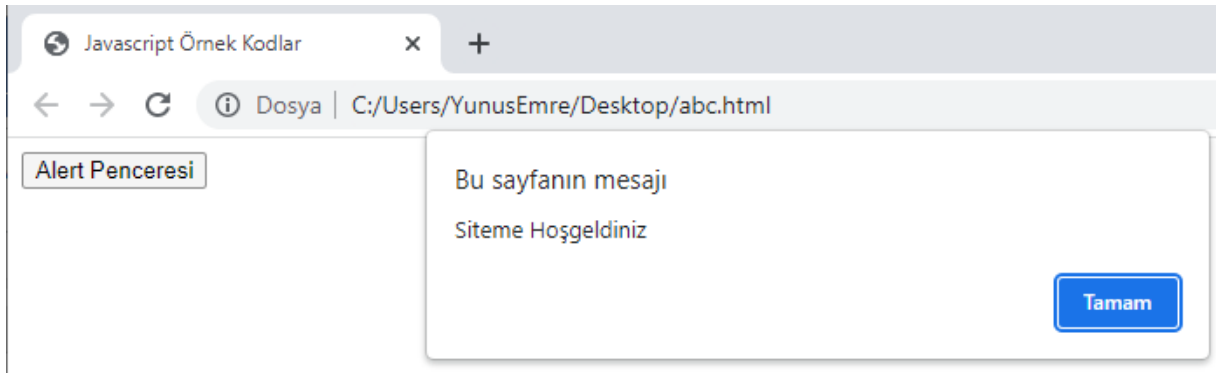 Javascript Örnek Kodlar
Dosya | C:/Users/YunusEmre/Desktop/abc.html
Alert Penceresi
Bu sayfanın mesajı
Siteme Hoşgeldiniz
Tamam